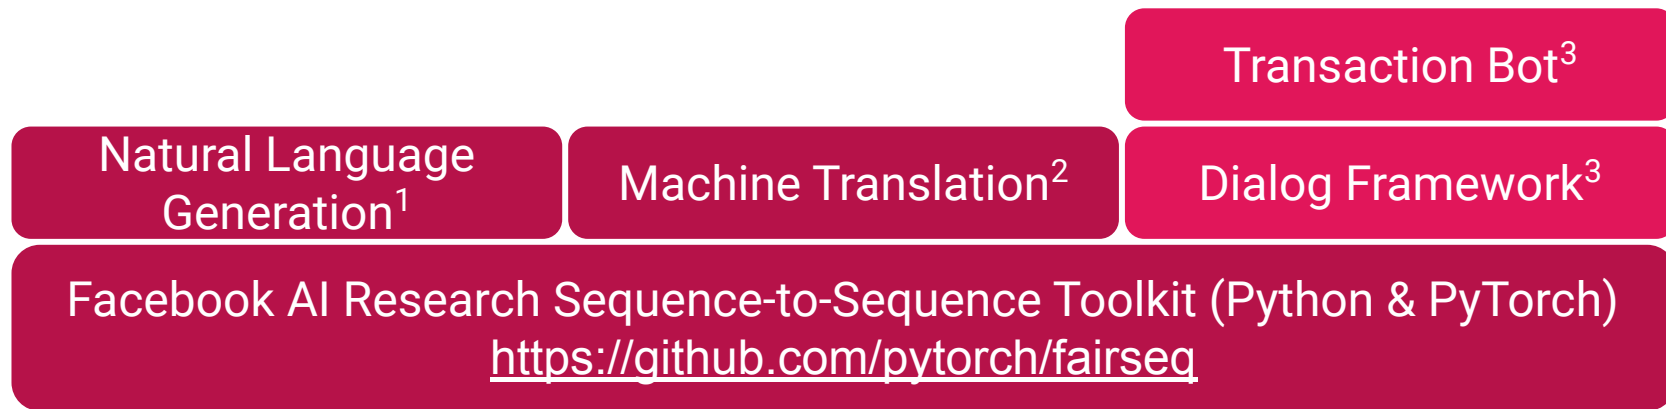 Transaction Bot³
Natural Language
Generation¹
Machine Translation²
Dialog Framework³
Facebook AI Research Sequence-to-Sequence Toolkit (Python & PyTorch)
https://github.com/pytorch/fairseq